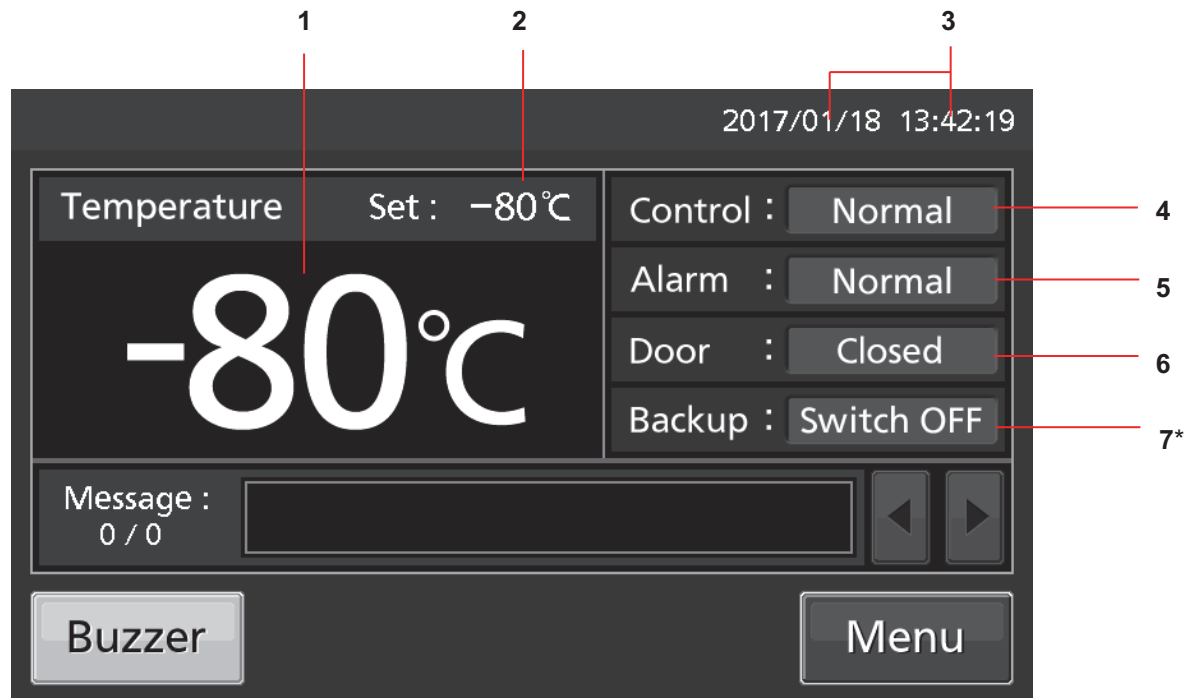 1 2 3
2017/01/18 13:42:19
Temperature Set : -80℃
-80℃
Control : Normal 4
Alarm : Normal 5
Door : Closed 6
Backup : Switch OFF 7*
Message :
0 / 0
Buzzer Menu